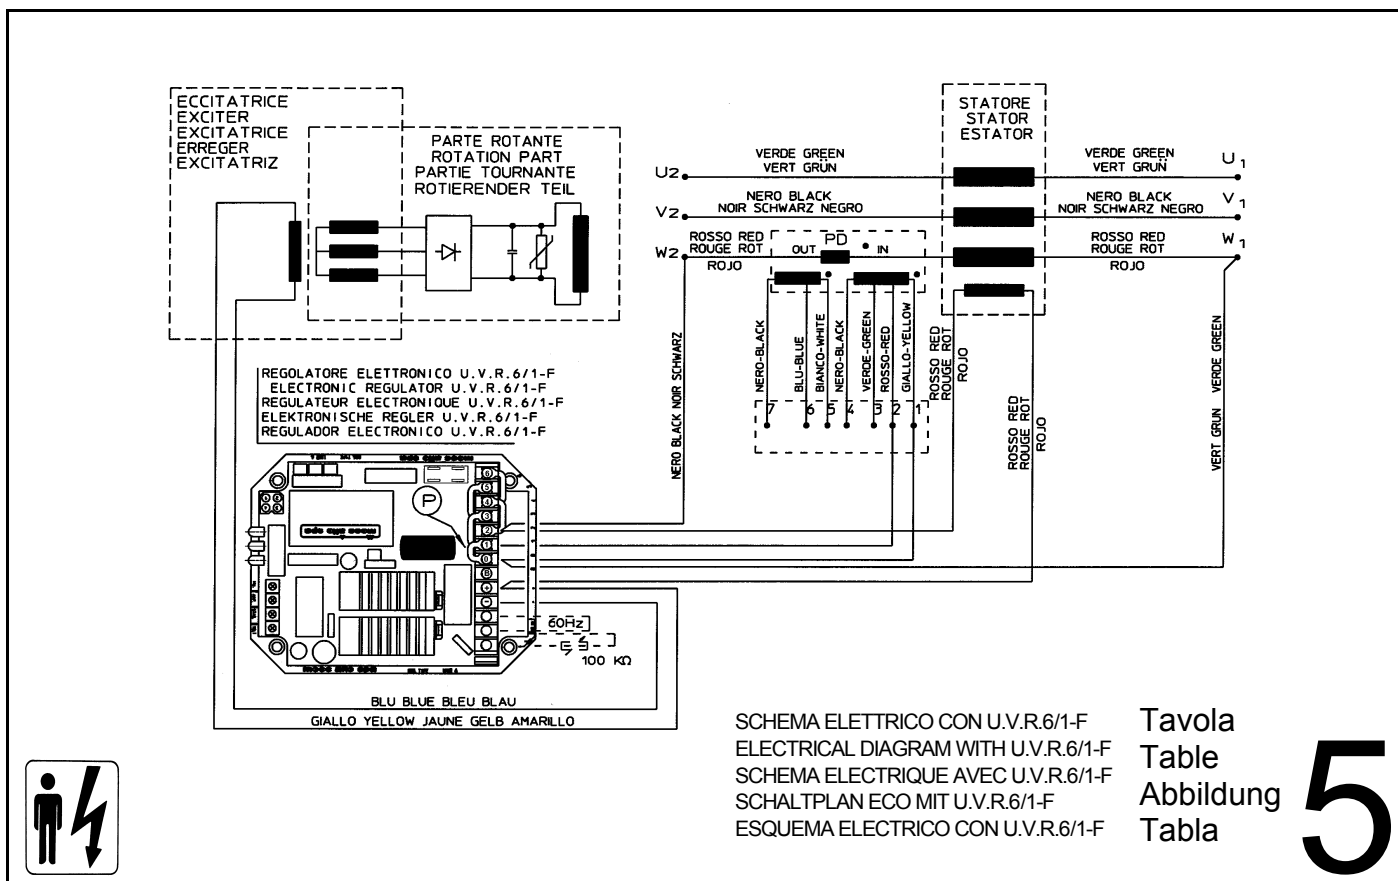 ECCITATRICE
EXCITER
EXCITATRICE
ERREGER
EXCITATRIZ
PARTE ROTANTE
ROTATION PART
PARTIE TOURNANTE
ROTIERENDER TEIL
STATORE
STATOR
ESTATOR
U2
VERDE GREEN
VERT GRÜN
VERDE GREEN
VERT GRUN
U1
V2
NERO BLACK
NOIR SCHWARZ NEGRO
NERO BLACK
NOIR SCHWARZ NEGRO
V1
W2
ROSSO RED
ROUGE ROT
ROJO
OUT
PD
IN
ROSSO RED
ROUGE ROT
ROJO
W1
NERO-BLACK
BLU-BLUE
BIANCO-WHITE
NERO-BLACK
VERDE-GREEN
ROSSO-RED
GIALLO-YELLOW
7 6 5 4 3 2 1
ROSSO RED
ROUGE ROT
ROJO
ROSSO RED
ROUGE ROT
ROJO
NERO BLACK NOIR SCHWARZ
VERT GRUN VERDE GREEN
REGOLATORE ELETTRONICO U.V.R.6/1-F
ELECTRONIC REGULATOR U.V.R.6/1-F
REGULATEUR ELECTRONIQUE U.V.R.6/1-F
ELEKTRONISCHE REGLER U.V.R.6/1-F
REGULADOR ELECTRONICO U.V.R.6/1-F
P
6
5
4
3
2
1
0
B
+
-
60Hz
100 KΩ
BLU BLUE BLEU BLAU
GIALLO YELLOW JAUNE GELB AMARILLO
SCHEMA ELETTRICO CON U.V.R.6/1-F
ELECTRICAL DIAGRAM WITH U.V.R.6/1-F
SCHEMA ELECTRIQUE AVEC U.V.R.6/1-F
SCHALTPLAN ECO MIT U.V.R.6/1-F
ESQUEMA ELECTRICO CON U.V.R.6/1-F
Tavola
Table
Abbildung
Tabla
5